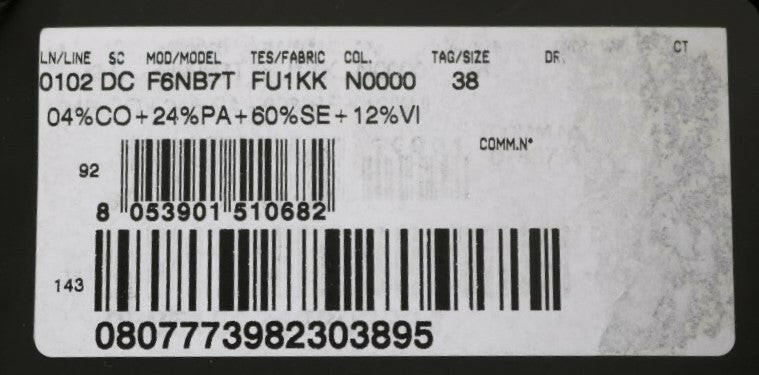 LN/LINE SC MOD/MODEL TES/FABRIC COL. TAG/SIZE DR. CT
0102 DC F6NB7T FU1KK N0000 38
04%CO+24%PA+60%SE+12%VI
COMM.N°
92
8 053901 510682
143
0807773982303895